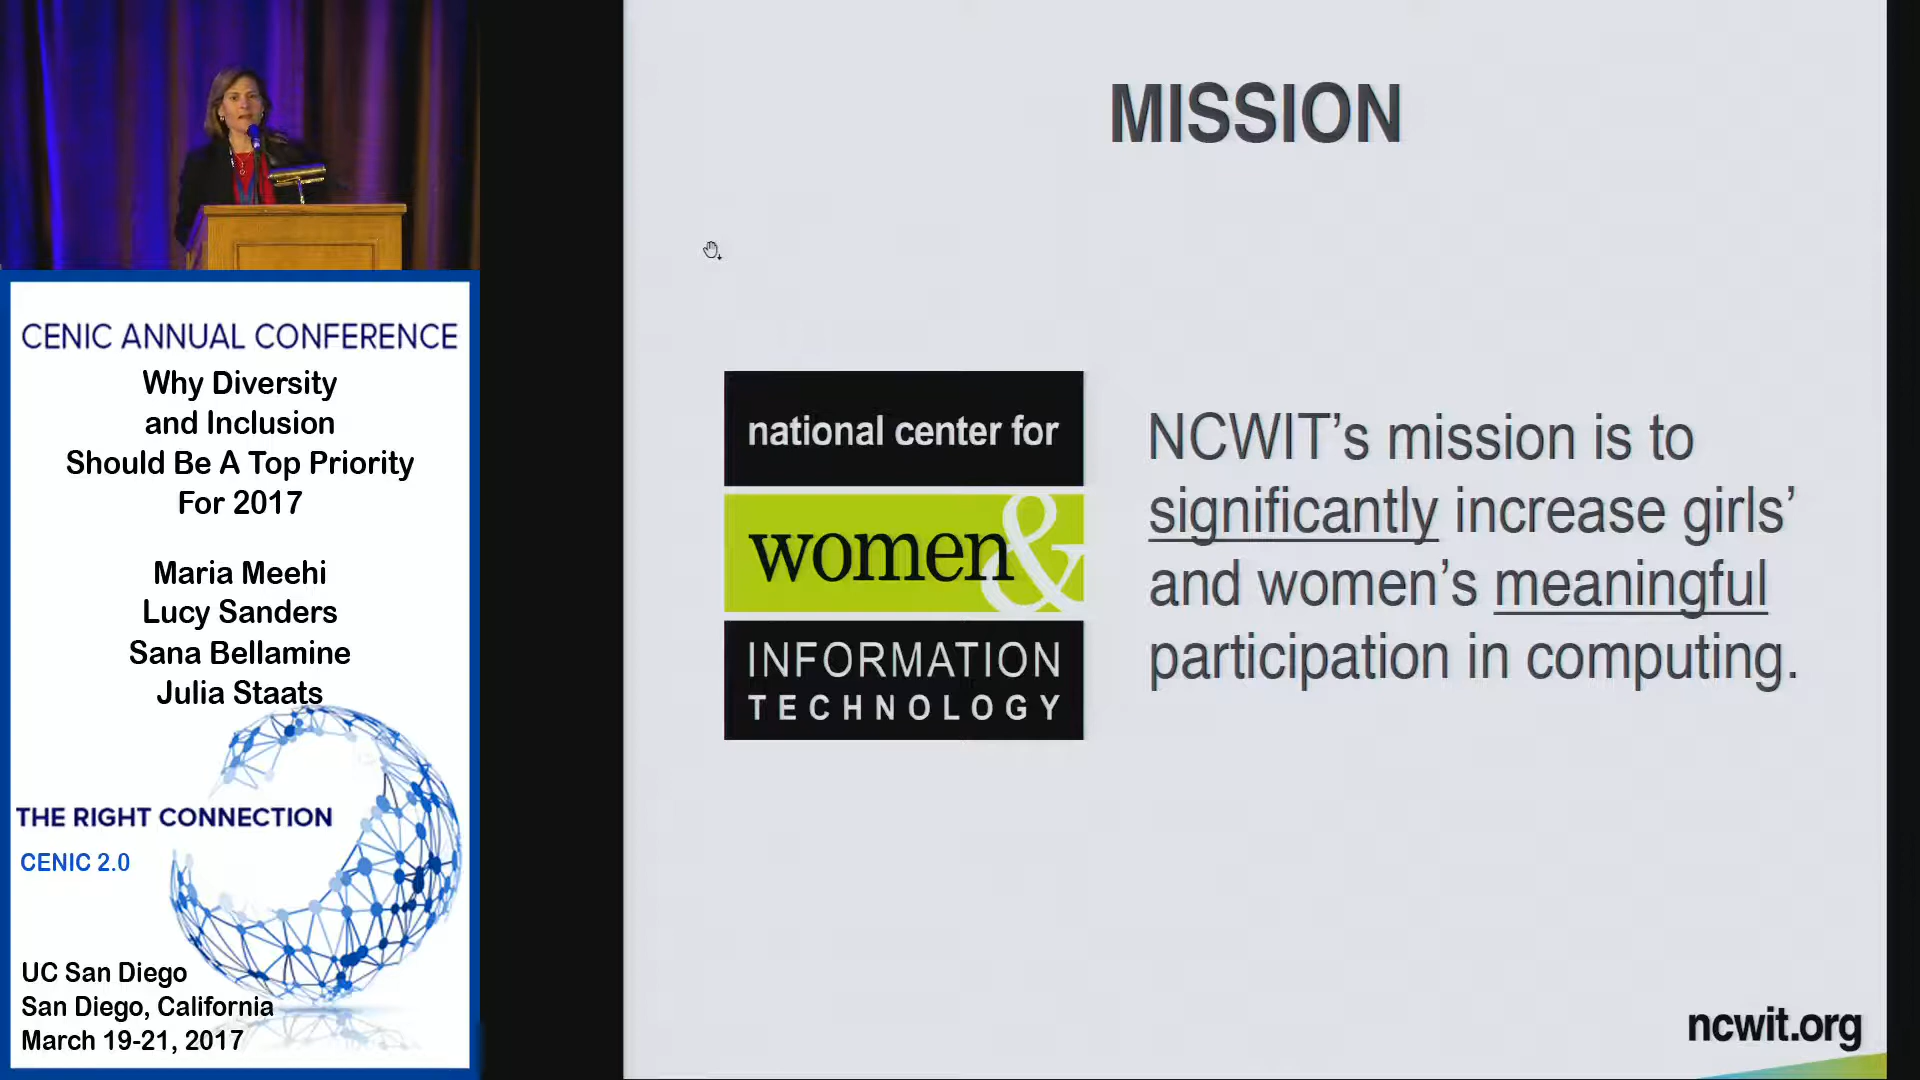 CENIC ANNUAL CONFERENCE
Why Diversity
and Inclusion
Should Be A Top Priority
For 2017
Maria Meehi
Lucy Sanders
Sana Bellamine
Julia Staats
THE RIGHT CONNECTION
CENIC 2.0
UC San Diego
San Diego, California
March 19-21, 2017
MISSION
national center for
women &
INFORMATION
TECHNOLOGY
NCWIT’s mission is to
significantly increase girls’
and women’s meaningful
participation in computing.
ncwit.org